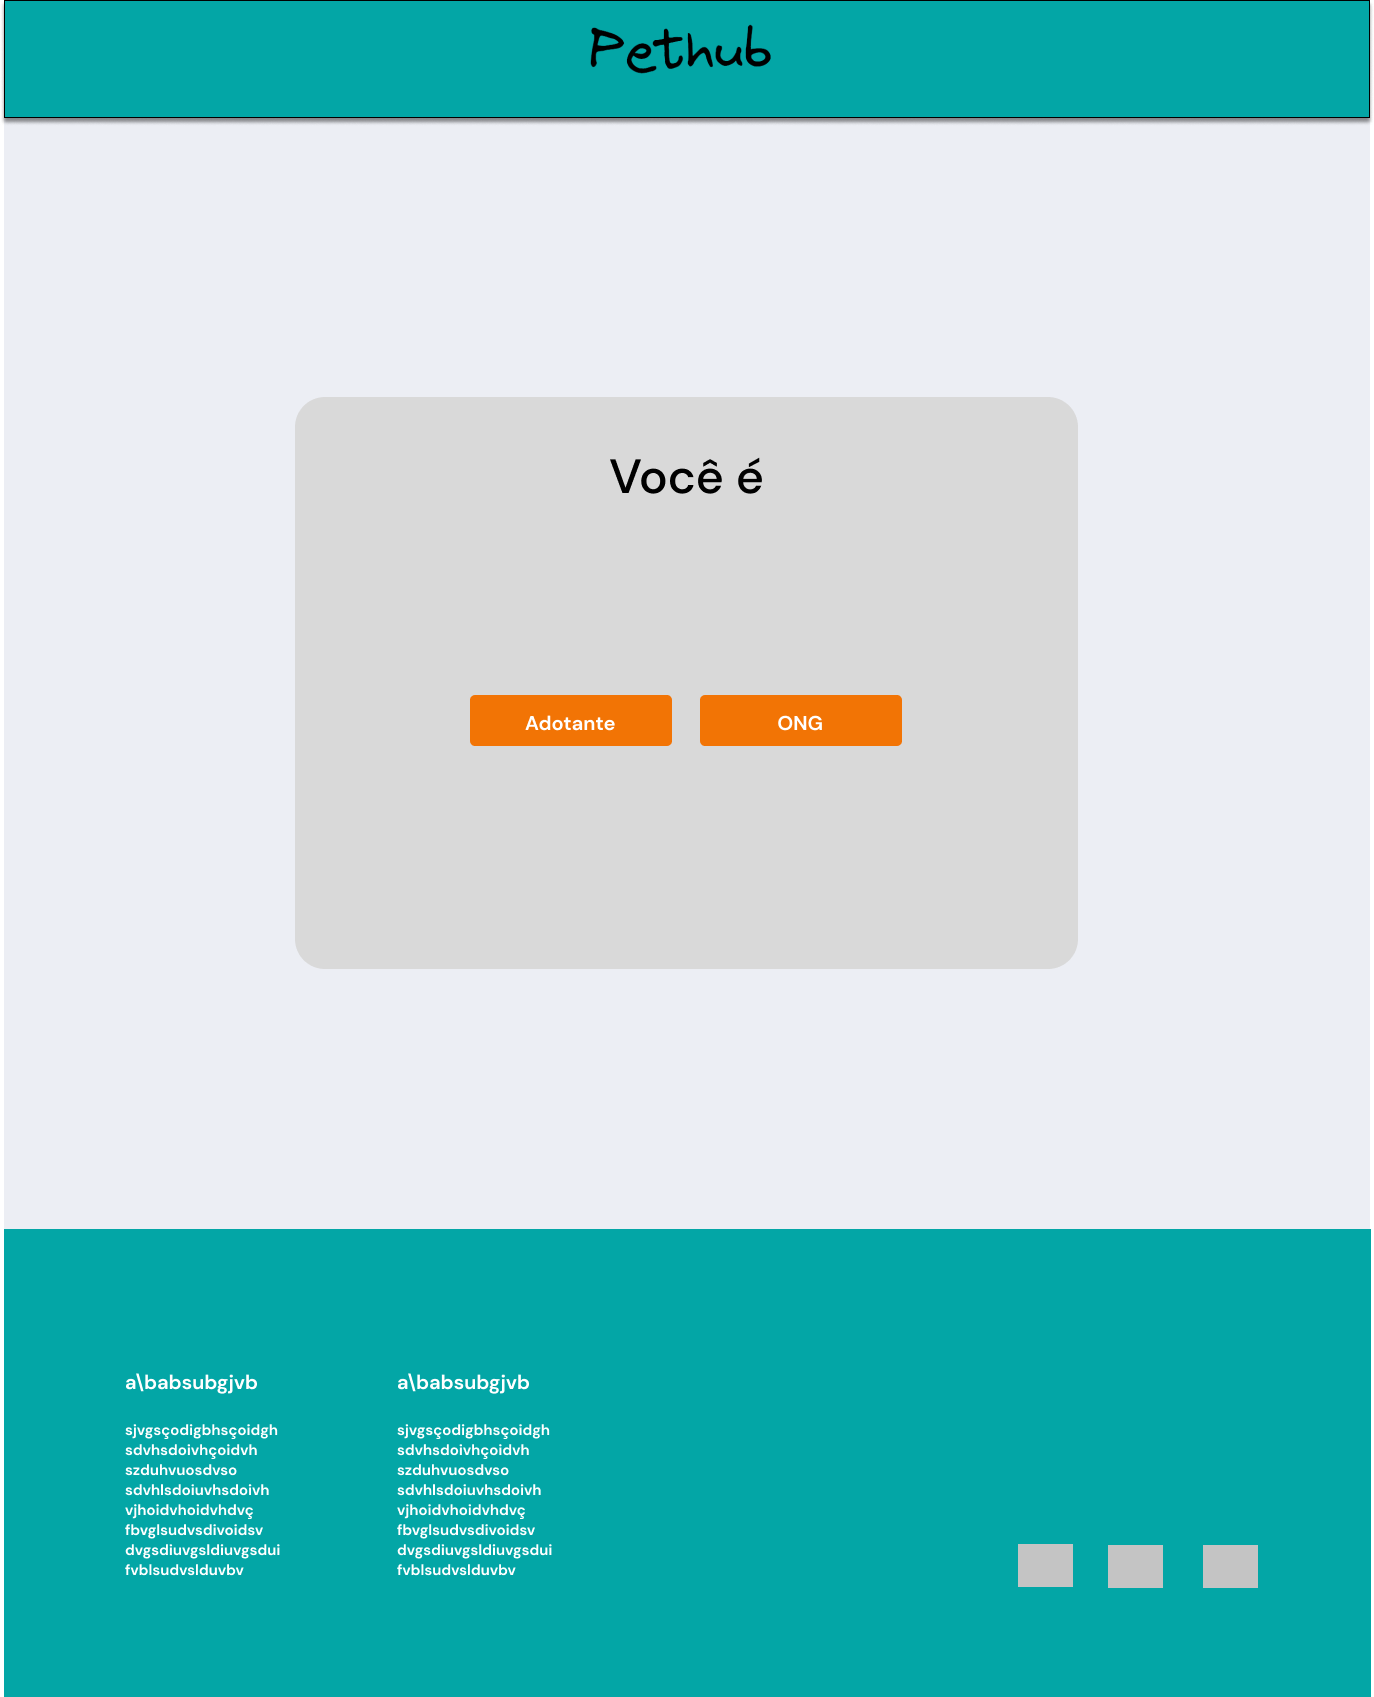 Pethub
Você é
Adotante
ONG
a\babsubgjvb
sjvgsçodigbhsçoidgh
sdvhsdoivhçoidvh
szduhvuosdvso
sdvhlsdoiuvhsdoivh
vjhoidvhoidvhdvç
fbvglsudvsdivoidsv
dvgsdiuvgsldiuvgsdui
fvblsudvslduvbv
a\babsubgjvb
sjvgsçodigbhsçoidgh
sdvhsdoivhçoidvh
szduhvuosdvso
sdvhlsdoiuvhsdoivh
vjhoidvhoidvhdvç
fbvglsudvsdivoidsv
dvgsdiuvgsldiuvgsdui
fvblsudvslduvbv